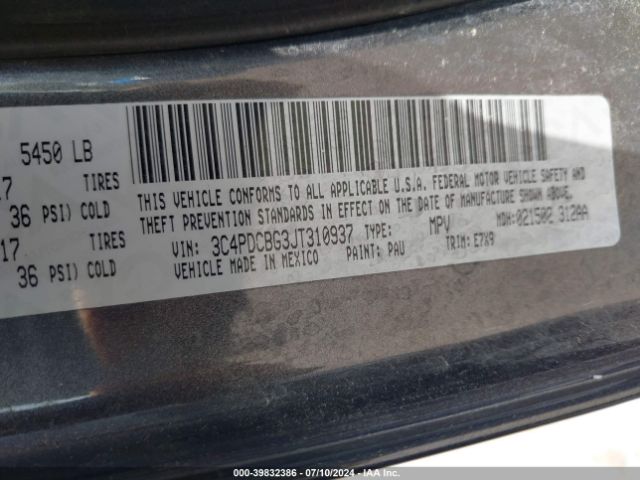 5450 LB
17 TIRES
36 PSI) COLD
17 TIRES
36 PSI) COLD
THIS VEHICLE CONFORMS TO ALL APPLICABLE U.S.A. FEDERAL MOTOR VEHICLE SAFETY AND
THEFT PREVENTION STANDARDS IN EFFECT ON THE DATE OF MANUFACTURE SHOWN ABOVE.
VIN: 3C4PDCBG3JT310937 TYPE: MPV MDH: 021502 312AA
VEHICLE MADE IN MEXICO PAINT: PAU TRIM: E7X9
000-39832386 - 07/10/2024 - IAA Inc.